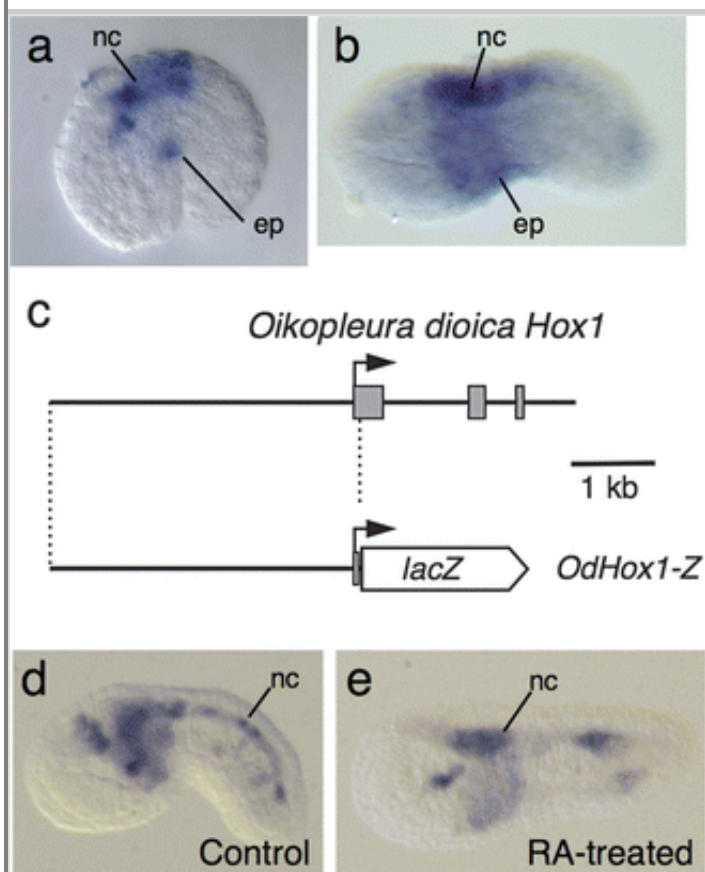 a
nc
ep
b
nc
ep
c
Oikopleura dioica Hox1
1 kb
lacZ
OdHox1-Z
d
nc
Control
e
nc
RA-treated